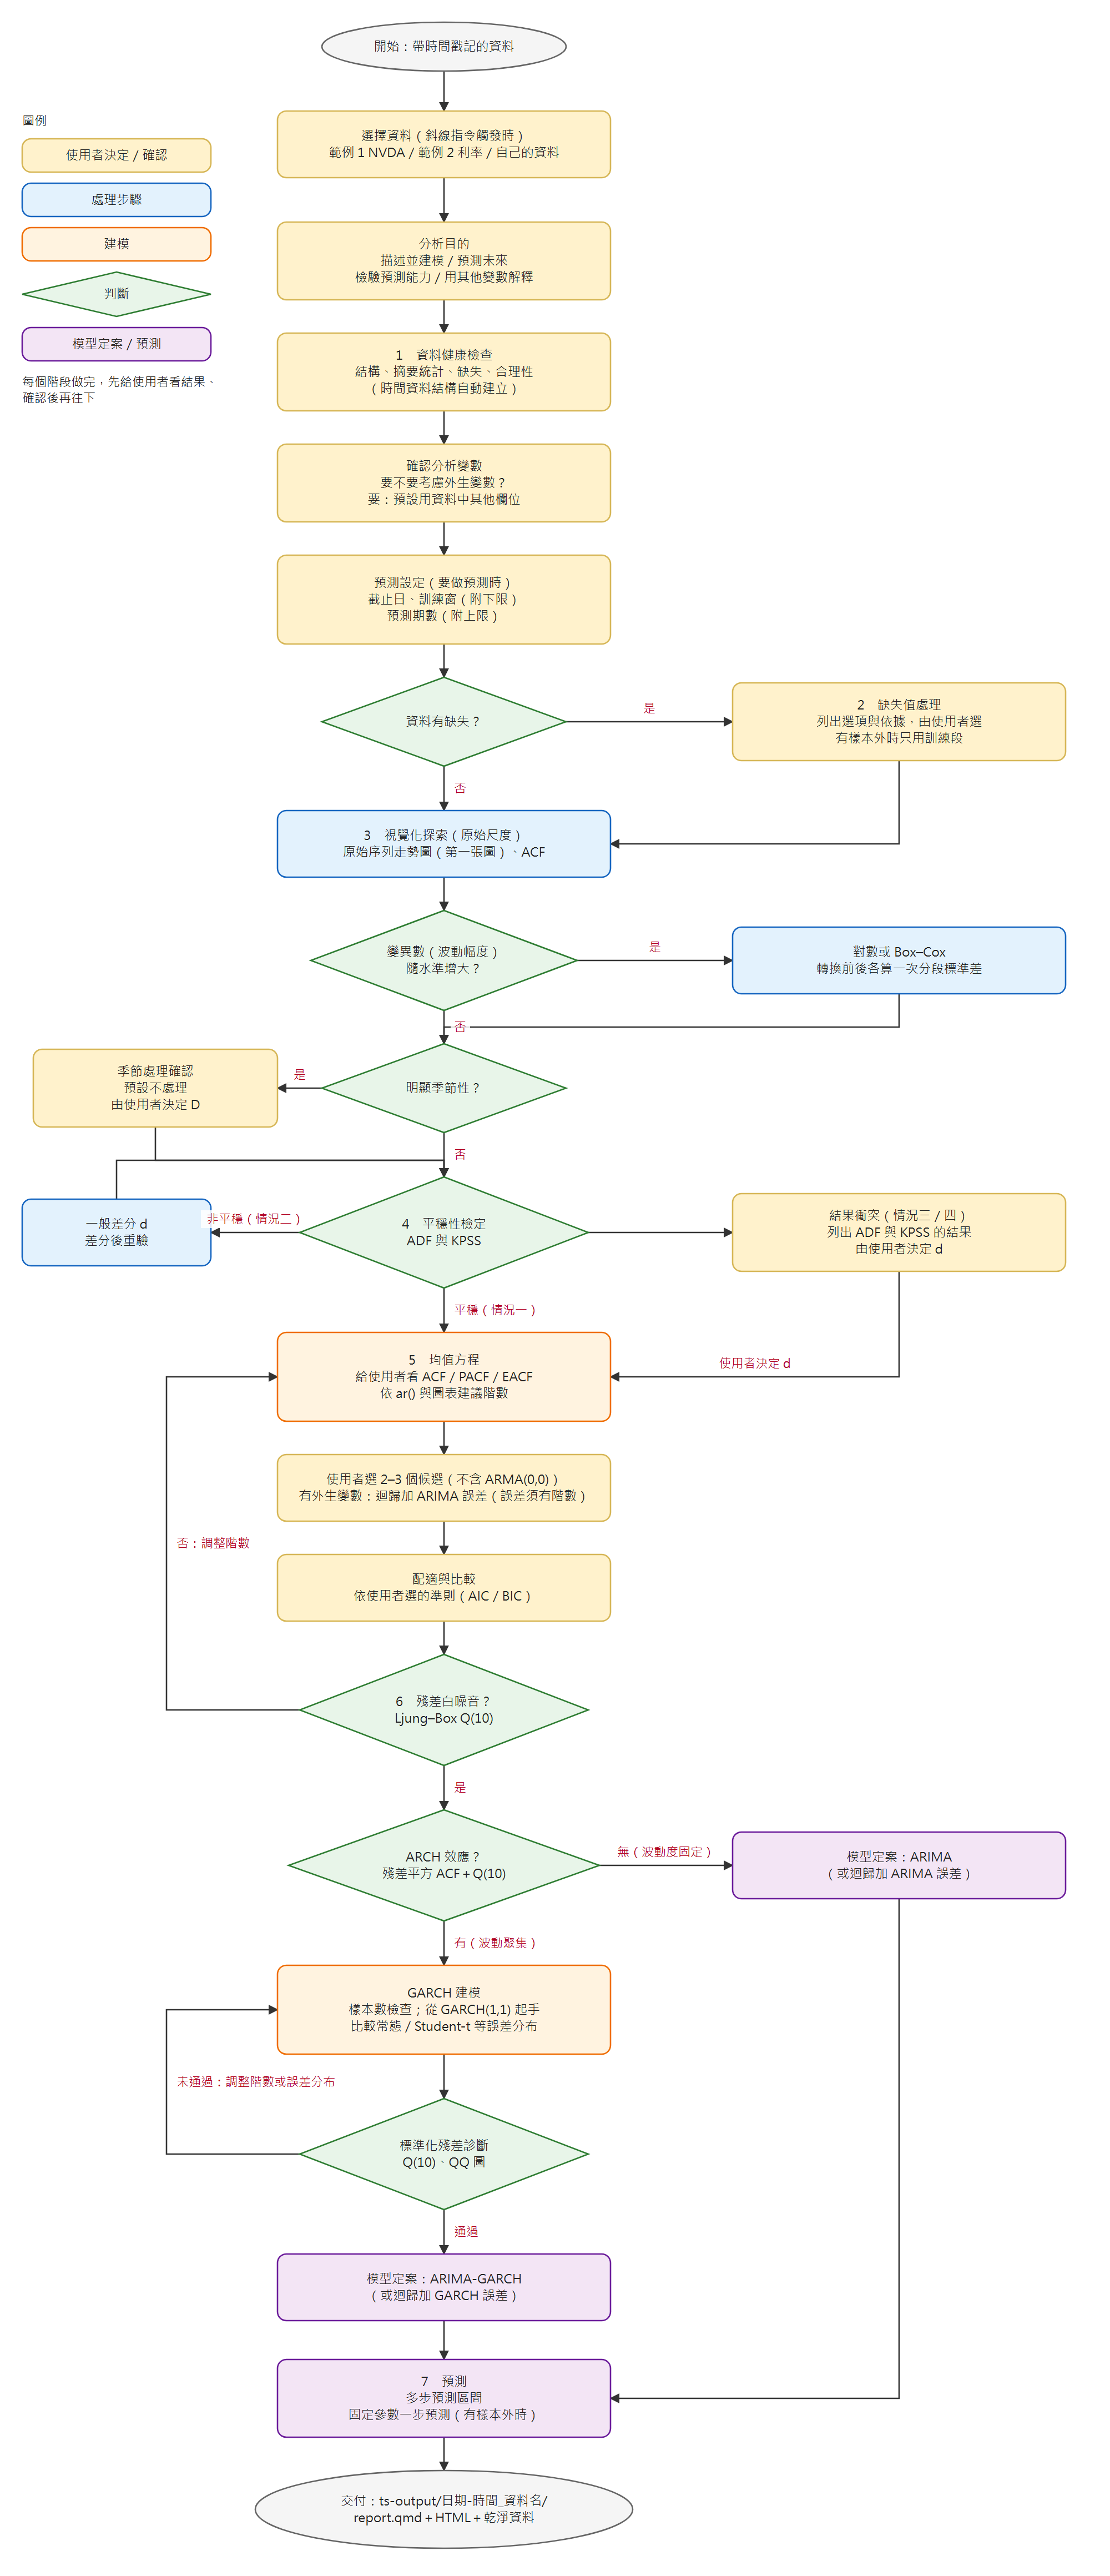 開始：帶時間戳記的資料
圖例
使用者決定 / 確認
處理步驟
建模
判斷
模型定案 / 預測
每個階段做完，先給使用者看結果、
確認後再往下
選擇資料（斜線指令觸發時）
範例 1 NVDA / 範例 2 利率 / 自己的資料
分析目的
描述並建模 / 預測未來
檢驗預測能力 / 用其他變數解釋
1　資料健康檢查
結構、摘要統計、缺失、合理性
（時間資料結構自動建立）
確認分析變數
要不要考慮外生變數？
要：預設用資料中其他欄位
預測設定（要做預測時）
截止日、訓練窗（附下限）
預測期數（附上限）
資料有缺失？
是
2　缺失值處理
列出選項與依據，由使用者選
有樣本外時只用訓練段
否
3　視覺化探索（原始尺度）
原始序列走勢圖（第一張圖）、ACF
變異數（波動幅度）
隨水準增大？
是
對數或 Box–Cox
轉換前後各算一次分段標準差
否
明顯季節性？
是
季節處理確認
預設不處理
由使用者決定 D
否
4　平穩性檢定
ADF 與 KPSS
非平穩（情況二）
一般差分 d
差分後重驗
結果衝突（情況三 / 四）
列出 ADF 與 KPSS 的結果
由使用者決定 d
平穩（情況一）
使用者決定 d
5　均值方程
給使用者看 ACF / PACF / EACF
依 ar() 與圖表建議階數
使用者選 2–3 個候選（不含 ARMA(0,0)）
有外生變數：迴歸加 ARIMA 誤差（誤差須有階數）
否：調整階數
配適與比較
依使用者選的準則（AIC / BIC）
6　殘差白噪音？
Ljung–Box Q(10)
是
ARCH 效應？
殘差平方 ACF＋Q(10)
無（波動度固定）
模型定案：ARIMA
（或迴歸加 ARIMA 誤差）
有（波動聚集）
GARCH 建模
樣本數檢查；從 GARCH(1,1) 起手
比較常態 / Student-t 等誤差分布
未通過：調整階數或誤差分布
標準化殘差診斷
Q(10)、QQ 圖
通過
模型定案：ARIMA-GARCH
（或迴歸加 GARCH 誤差）
7　預測
多步預測區間
固定參數一步預測（有樣本外時）
交付：ts-output/日期-時間_資料名/
report.qmd＋HTML＋乾淨資料